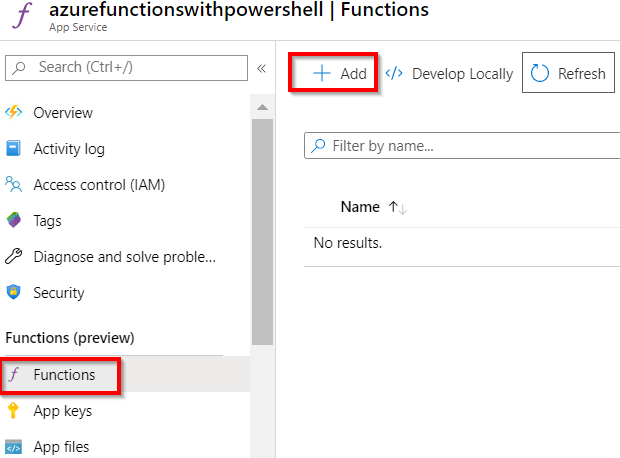 azurefunctionswithpowershell | Functions
App Service
Search (Ctrl+/)
«
Overview
Activity log
Access control (IAM)
Tags
Diagnose and solve proble...
Security
Functions (preview)
Functions
App keys
App files
+ Add
</> Develop Locally
Refresh
Filter by name...
Name ↑↓
No results.